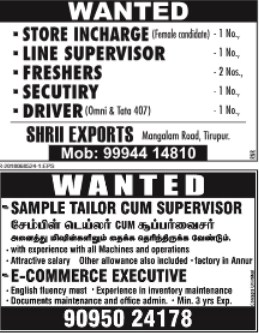 WANTED
▪ STORE INCHARGE (Female candidate) - 1 No.,
▪ LINE SUPERVISOR - 1 No.,
▪ FRESHERS - 2 Nos.,
▪ SECUTIRY - 1 No.,
▪ DRIVER (Omni & Tata 407) - 1 No.,
SHRII EXPORTS Mangalam Road, Tirupur.
Mob: 99944 14810
WANTED
▪ SAMPLE TAILOR CUM SUPERVISOR
சேம்பிள் டெய்லர் CUM சூப்பர்வைசர்
அனைத்து மிஷின்களிலும் தைக்க தெரிந்திருக்க வேண்டும்.
- with experience with all Machines and operations
• Attractive salary Other allowance also included • factory in Annur
▪ E-COMMERCE EXECUTIVE
• English fluency must • Experience in inventory maintenance
• Documents maintenance and office admin. • Min. 3 yrs Exp.
90950 24178